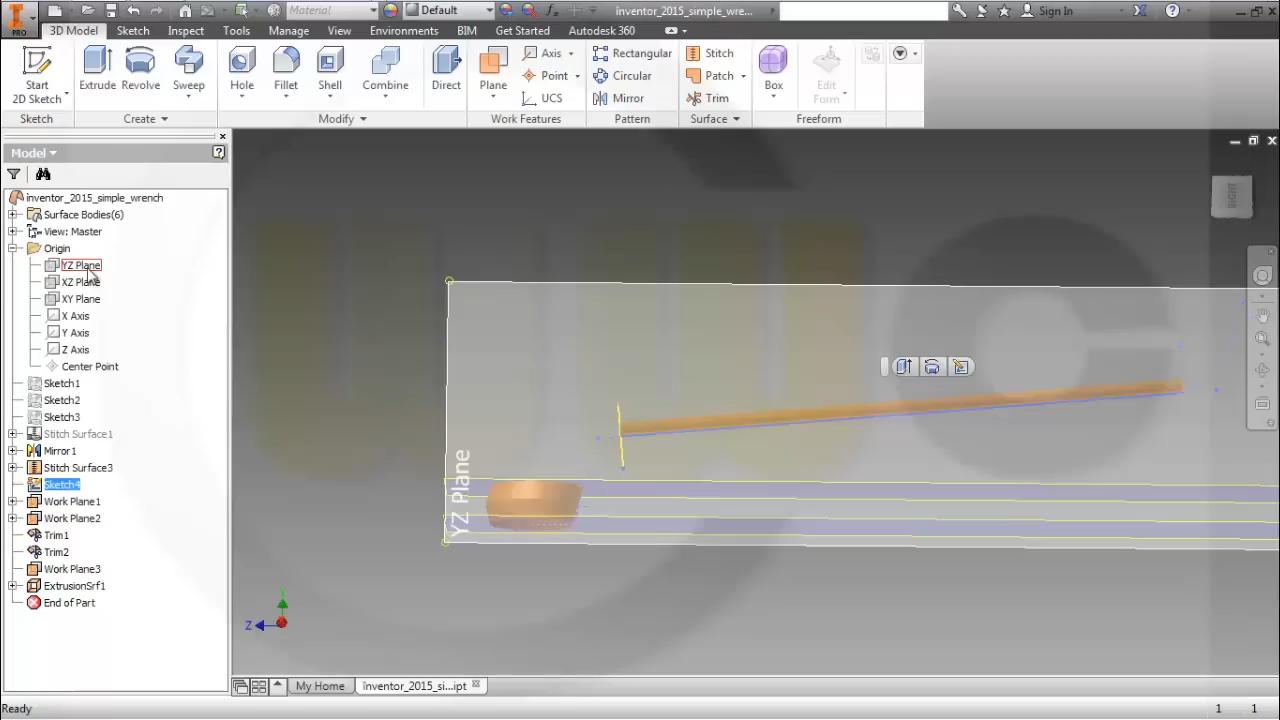 PRO
Material
Default
inventor_2015_simple_wre...
Sign In
3D Model Sketch Inspect Tools Manage View Environments BIM Get Started Autodesk 360
Start
2D Sketch
Extrude Revolve Sweep
Hole Fillet Shell Combine Direct
Plane
Axis
Point
UCS
Rectangular
Circular
Mirror
Stitch
Patch
Trim
Box
Edit
Form
Sketch Create Modify Work Features Pattern Surface Freeform
Model
inventor_2015_simple_wrench
Surface Bodies(6)
View: Master
Origin
YZ Plane
XZ Plane
XY Plane
X Axis
Y Axis
Z Axis
Center Point
Sketch1
Sketch2
Sketch3
Stitch Surface1
Mirror1
Stitch Surface3
Sketch4
Work Plane1
Work Plane2
Trim1
Trim2
Work Plane3
ExtrusionSrf1
End of Part
RIGHT
YZ Plane
Y
Z
My Home
inventor_2015_si...ipt
Ready
1 1